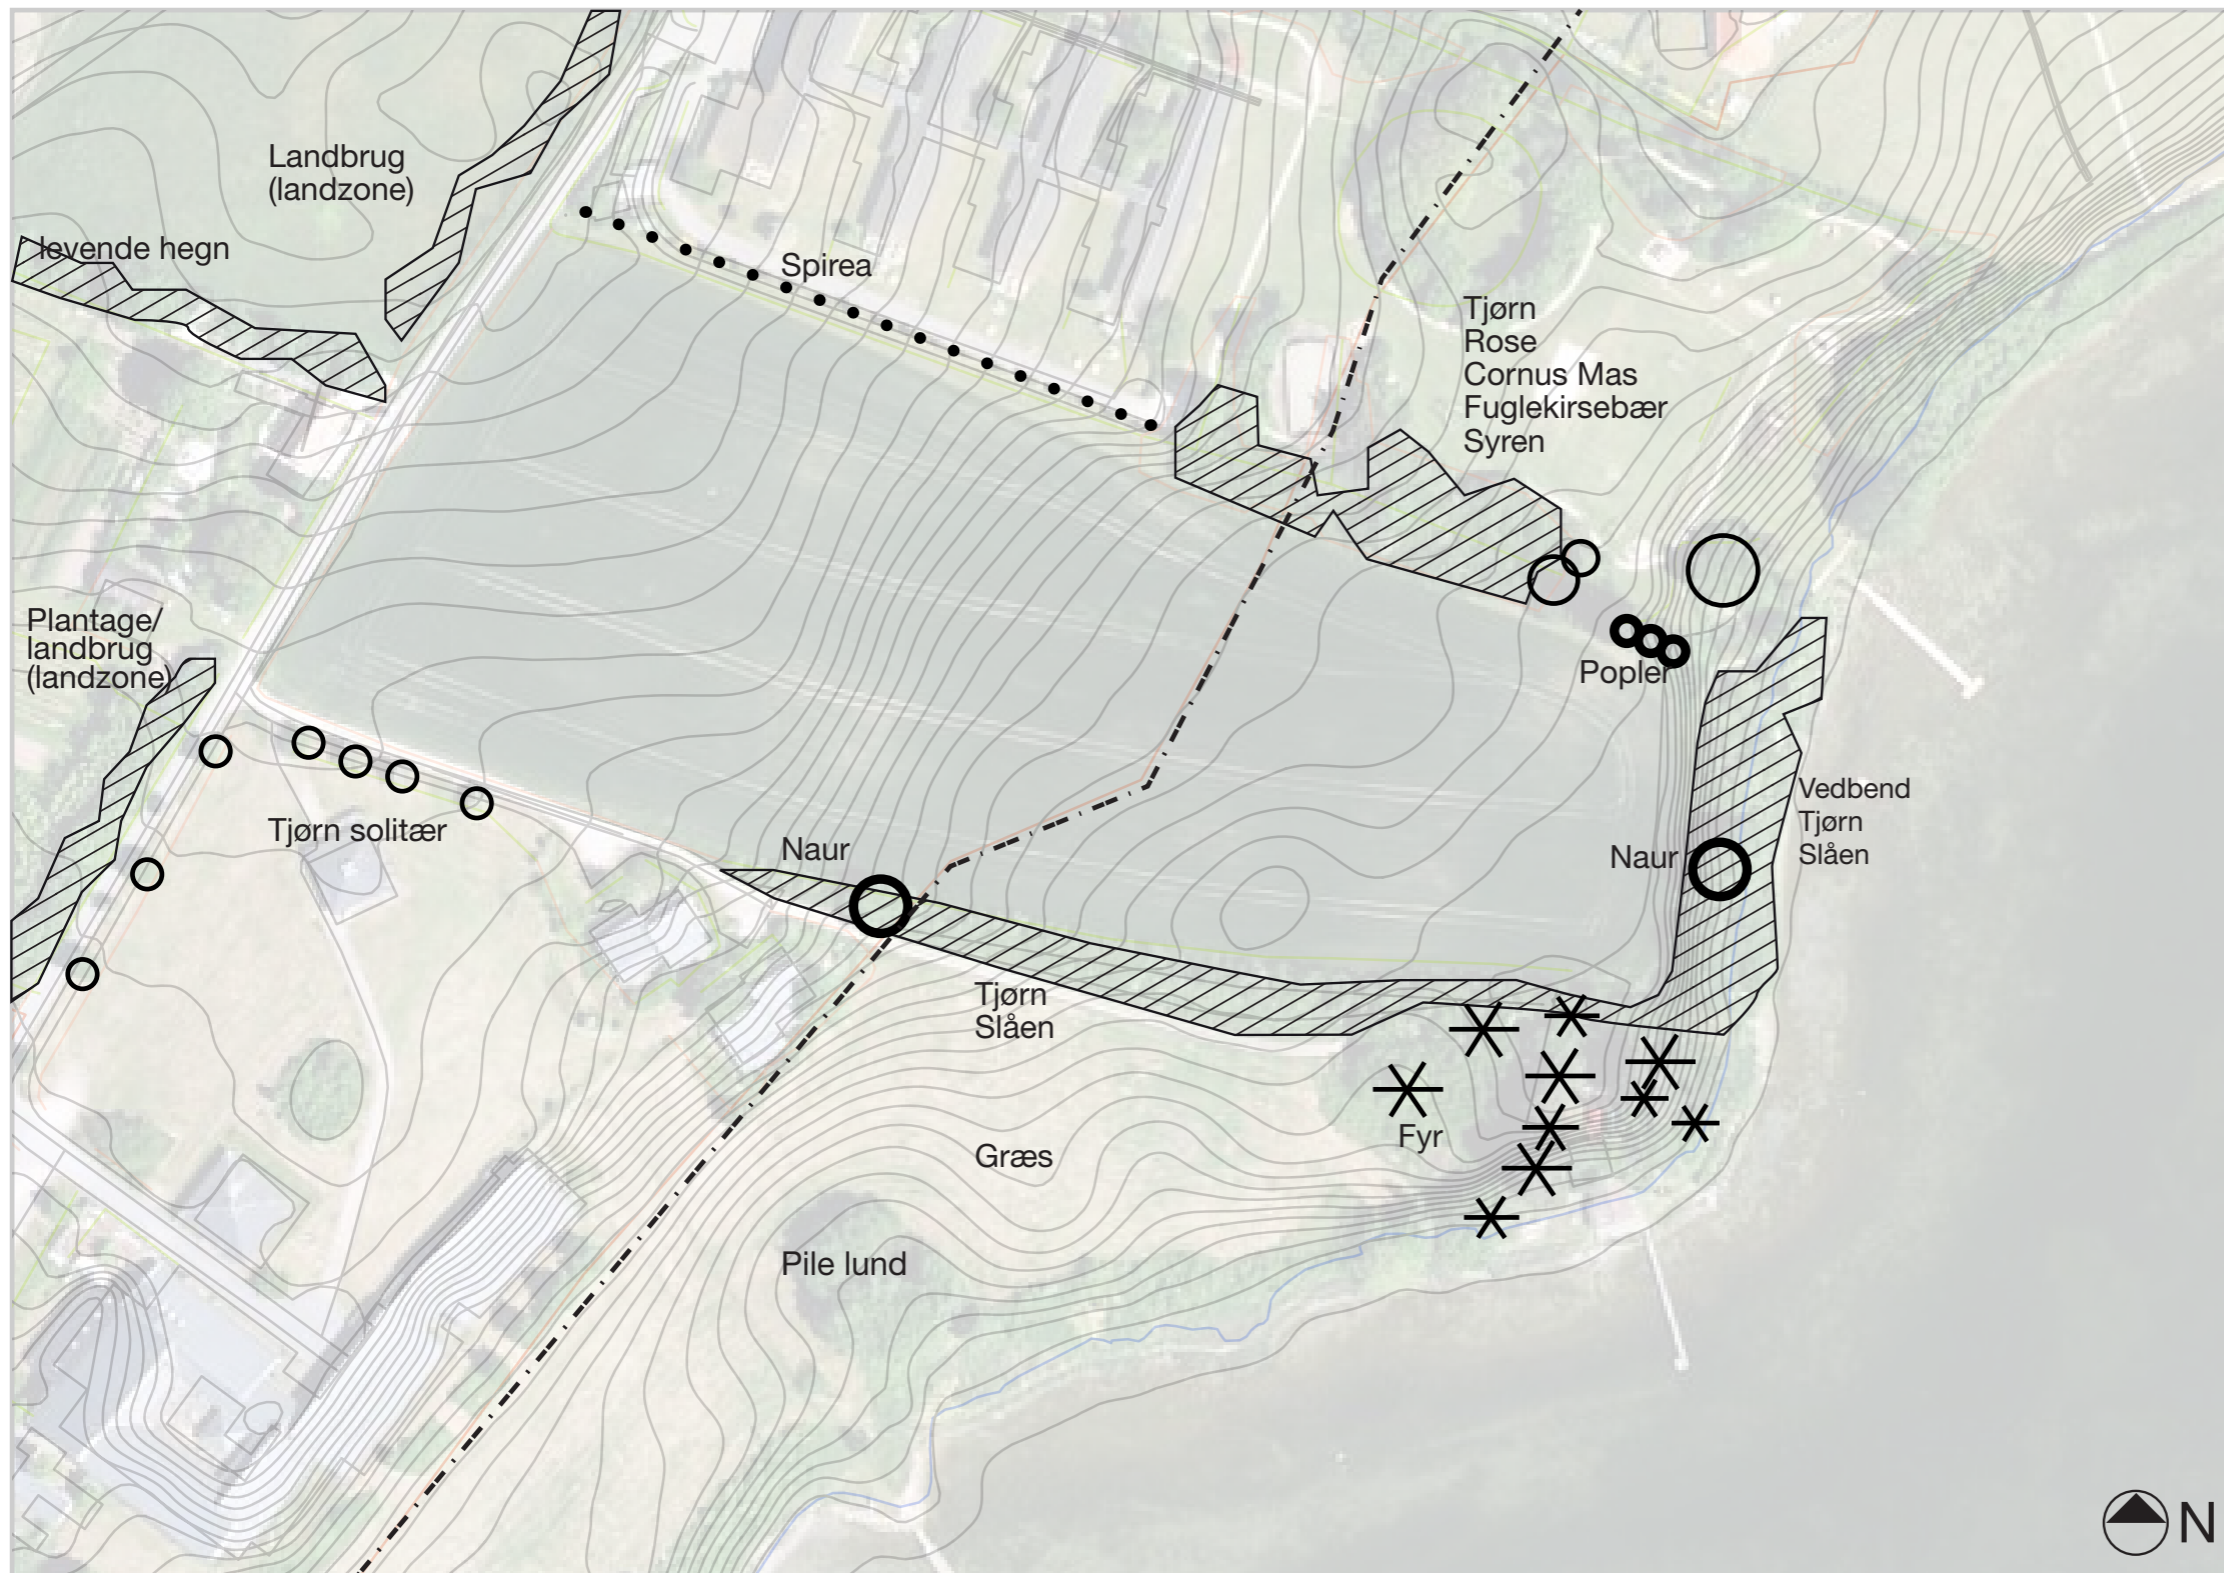 Landbrug
(landzone)
levende hegn
Spirea
Tjørn
Rose
Cornus Mas
Fuglekirsebær
Syren
Plantage/
landbrug
(landzone)
Popler
Tjørn solitær
Naur
Naur
Vedbend
Tjørn
Slåen
Tjørn
Slåen
Græs
Fyr
Pile lund
N